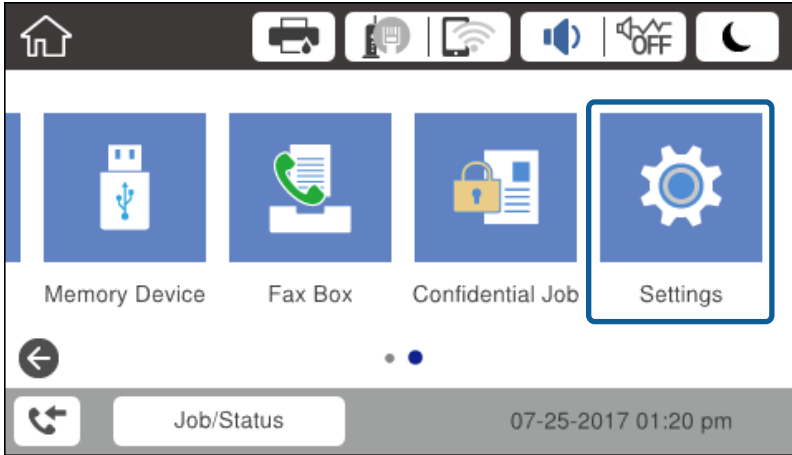 OFF
Memory Device
Fax Box
Confidential Job
Settings
Job/Status
07-25-2017 01:20 pm